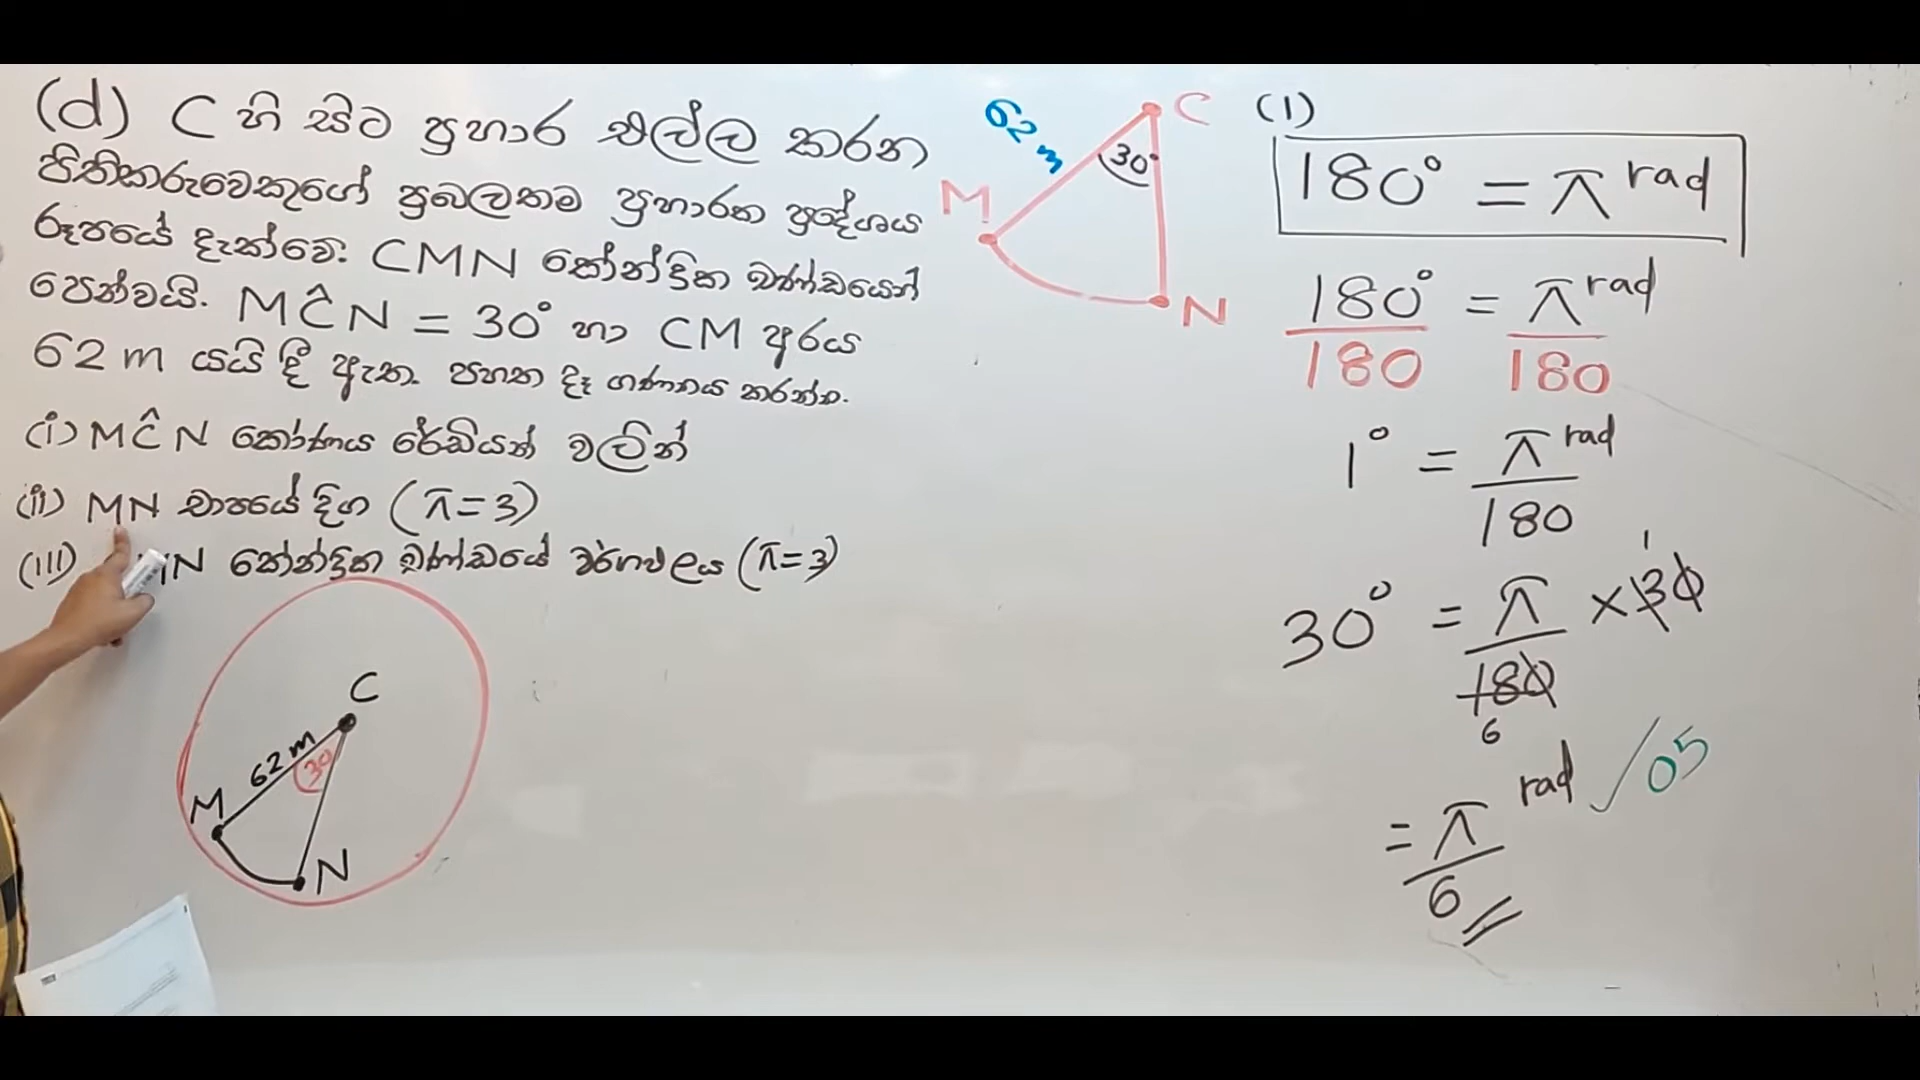 (d) C හි සිට ප්‍රහාර එල්ල කරන
පිතිකරුවෙකුගේ ප්‍රබලතම ප්‍රහාරක ප්‍රදේශය
රූපයේ දැක්වේ. CMN කේන්ද්‍රික ඛණ්ඩයෙන්
පෙන්වයි. MĈN = 30° හා CM අරය
62 m යයි දී ඇත. පහත දෑ ගණනය කරන්න.
(i) MĈN කෝණය රේඩියන් වලින්
(ii) MN චාපයේ දිග (π=3)
(III) MN කේන්ද්‍රික ඛණ්ඩයේ වර්ගඵලය (π=3)
C
62 m
30
M
N
C
62 m
30°
M
N
(1)
180° = π rad
180° / 180 = π rad / 180
1° = π rad / 180
30° = π / 180 × 30
1
6
= π / 6 rad / 05